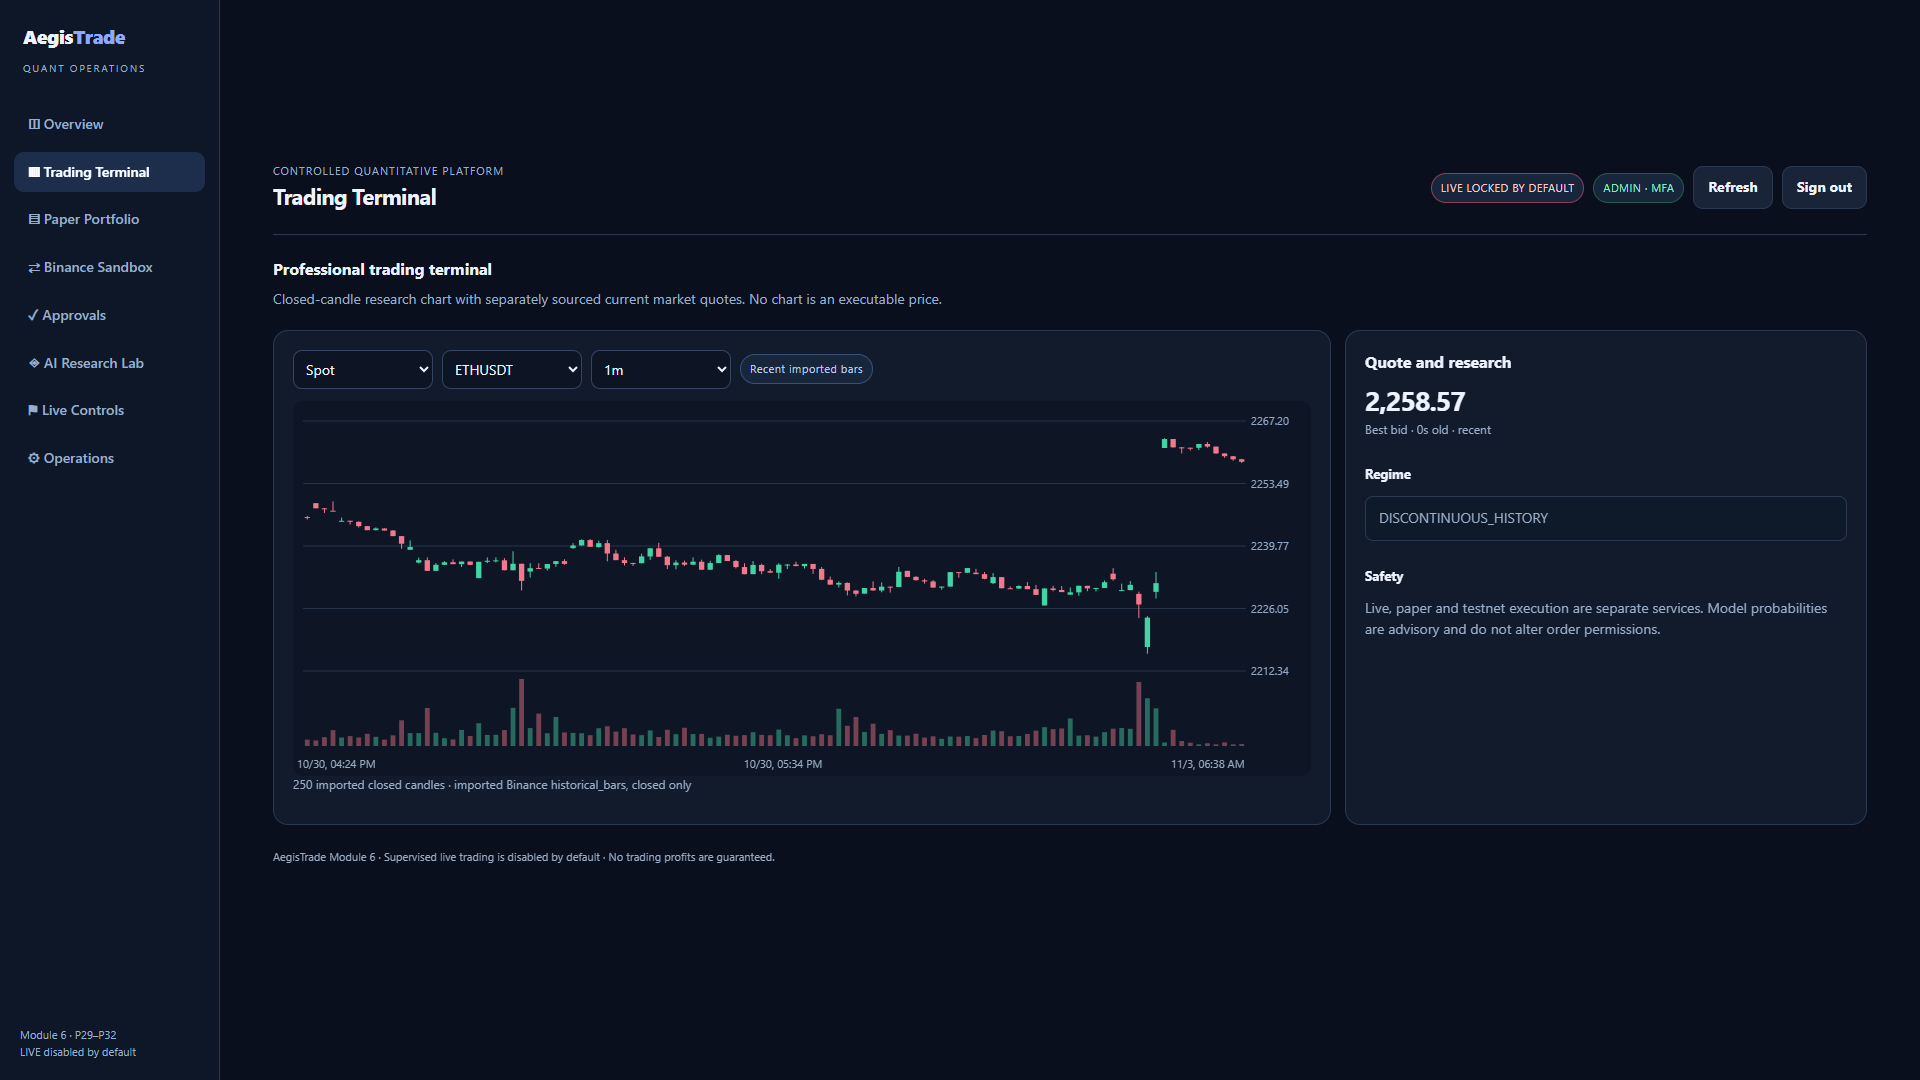 AegisTrade
QUANT OPERATIONS
Overview
Trading Terminal
Paper Portfolio
Binance Sandbox
Approvals
AI Research Lab
Live Controls
Operations
Module 6 · P29–P32
LIVE disabled by default
CONTROLLED QUANTITATIVE PLATFORM
Trading Terminal
LIVE LOCKED BY DEFAULT
ADMIN · MFA
Refresh
Sign out
Professional trading terminal
Closed-candle research chart with separately sourced current market quotes. No chart is an executable price.
Spot
ETHUSDT
1m
Recent imported bars
2267.20
2253.49
2239.77
2226.05
2212.34
10/30, 04:24 PM
10/30, 05:34 PM
11/3, 06:38 AM
250 imported closed candles · imported Binance historical_bars, closed only
Quote and research
2,258.57
Best bid · 0s old · recent
Regime
DISCONTINUOUS_HISTORY
Safety
Live, paper and testnet execution are separate services. Model probabilities
are advisory and do not alter order permissions.
AegisTrade Module 6 · Supervised live trading is disabled by default · No trading profits are guaranteed.